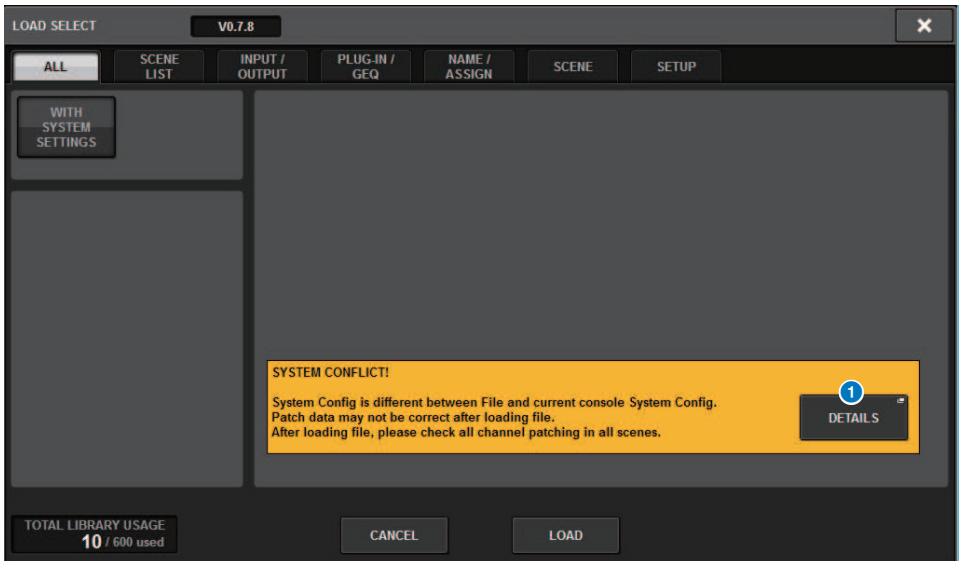 LOAD SELECT
V0.7.8
ALL
SCENE
LIST
INPUT /
OUTPUT
PLUG-IN /
GEQ
NAME /
ASSIGN
SCENE
SETUP
WITH
SYSTEM
SETTINGS
SYSTEM CONFLICT!
System Config is different between File and current console System Config.
Patch data may not be correct after loading file.
After loading file, please check all channel patching in all scenes.
1
DETAILS
TOTAL LIBRARY USAGE
10 / 600 used
CANCEL
LOAD